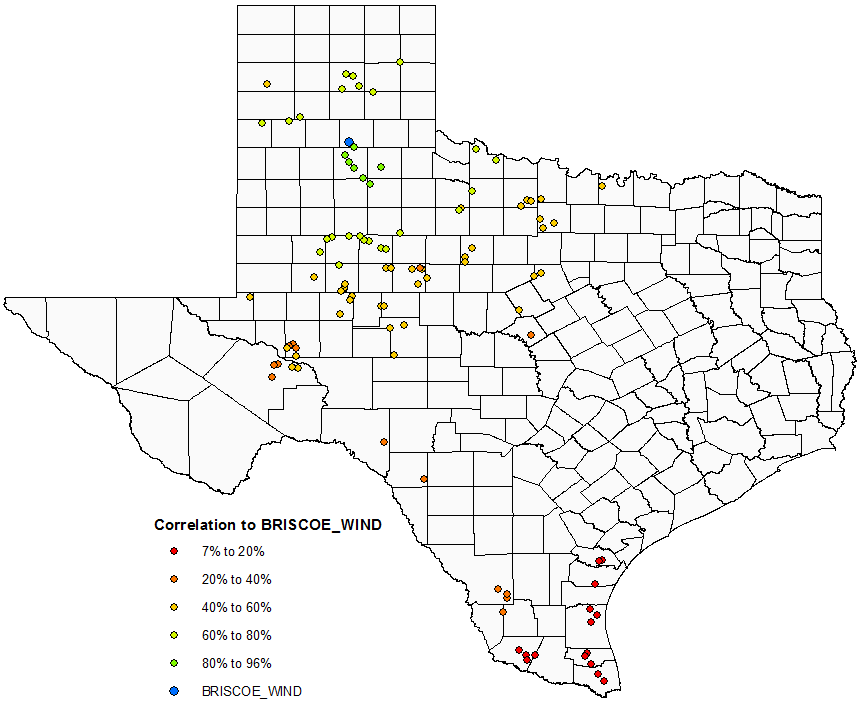 Correlation to BRISCOE_WIND
7% to 20%
20% to 40%
40% to 60%
60% to 80%
80% to 96%
BRISCOE_WIND